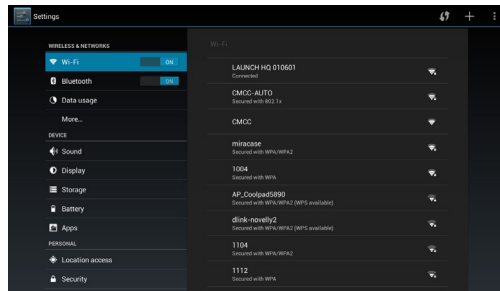 Settings
WIRELESS & NETWORKS
Wi-Fi ON
Bluetooth ON
Data usage
More...
DEVICE
Sound
Display
Storage
Battery
Apps
PERSONAL
Location access
Security
Wi-Fi
LAUNCH HQ 010601
Connected
CMCC-AUTO
Secured with 802.1x
CMCC
miracase
Secured with WPA/WPA2
1004
Secured with WPA
AP_Coolpad5890
Secured with WPA/WPA2 (WPS available)
dlink-novelly2
Secured with WPA/WPA2 (WPS available)
1104
Secured with WPA/WPA2
1112
Secured with WPA